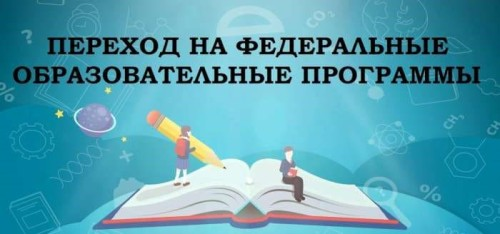 ПЕРЕХОД НА ФЕДЕРАЛЬНЫЕ
ОБРАЗОВАТЕЛЬНЫЕ ПРОГРАММЫ